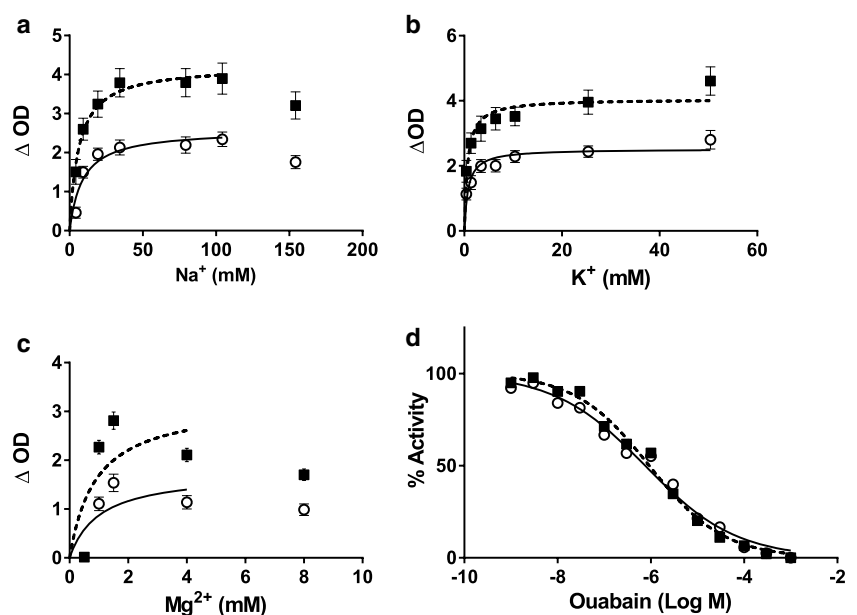 a
5
4
3
2
1
0
Δ OD
0 50 100 150 200
Na⁺ (mM)
b
6
4
2
0
ΔOD
0 20 40 60
K⁺ (mM)
c
4
3
2
1
0
Δ OD
0 2 4 6 8 10
Mg²⁺ (mM)
d
100
50
0
% Activity
-10 -8 -6 -4 -2
Ouabain (Log M)